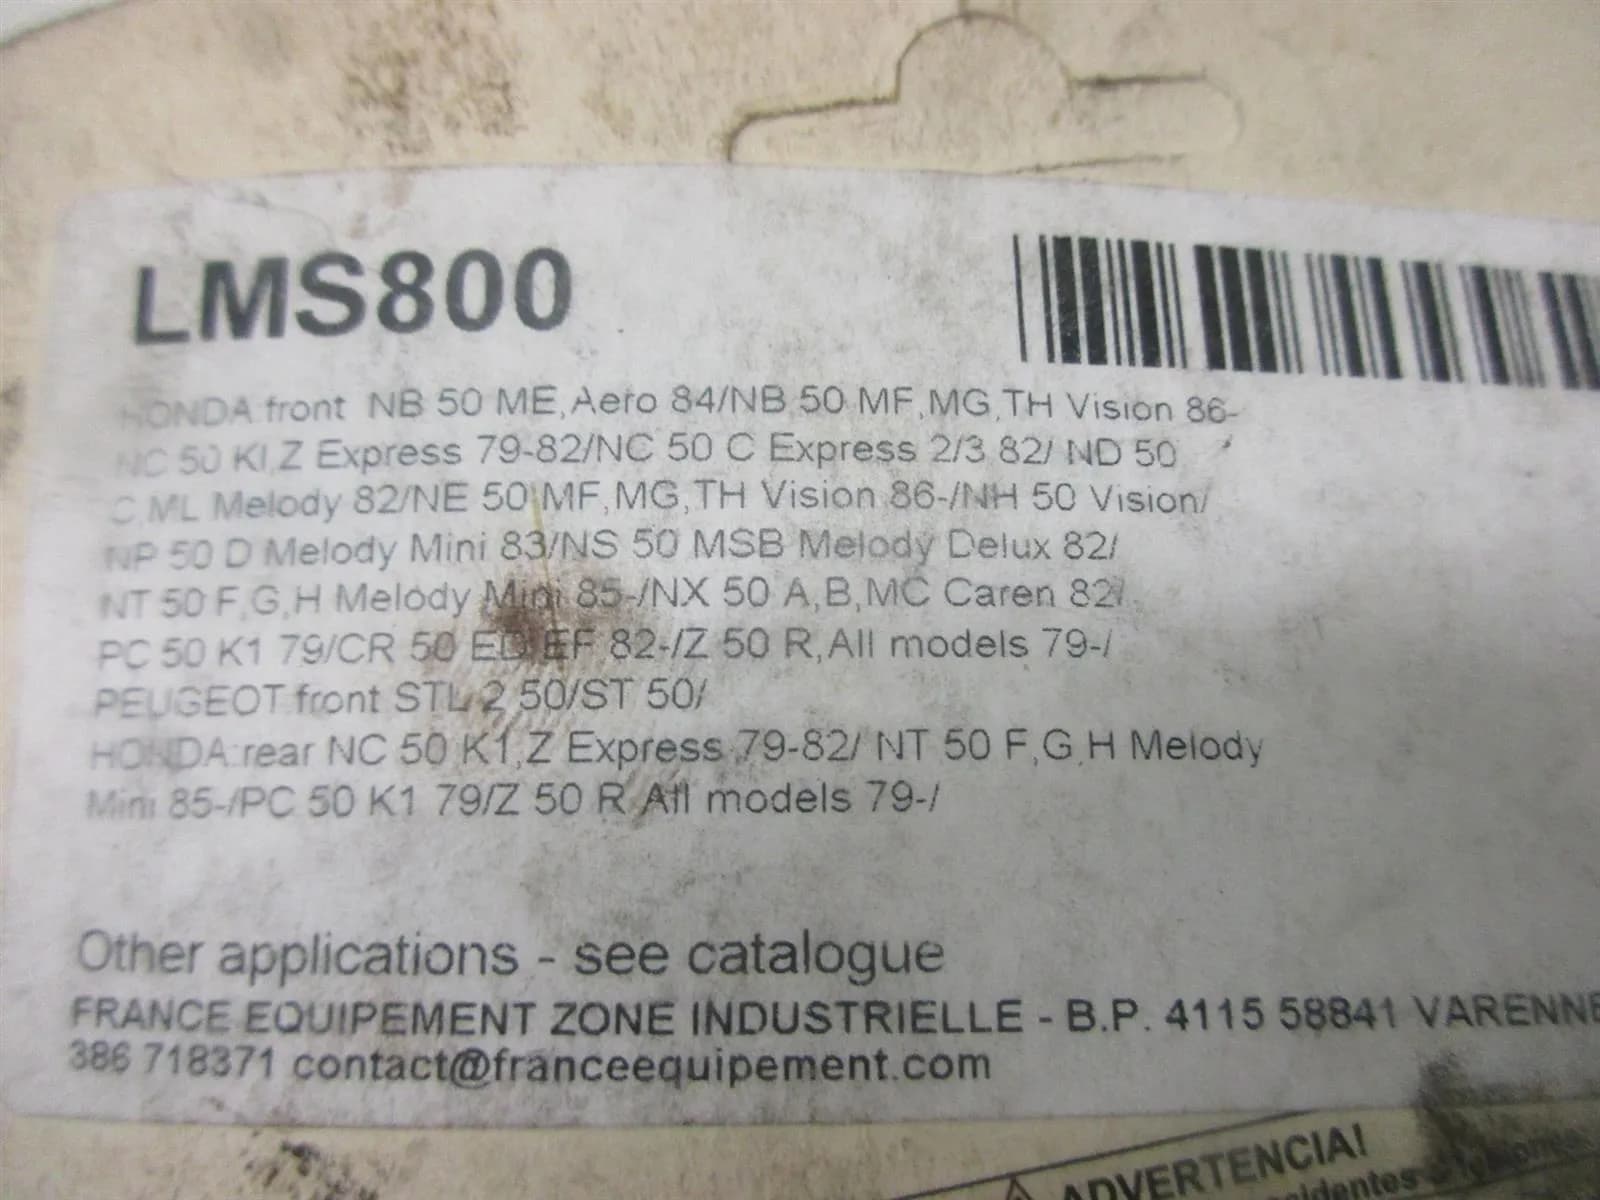 LMS800
HONDA:front NB 50 ME,Aero 84/NB 50 MF,MG,TH Vision 86-
NC 50 KI,Z Express 79-82/NC 50 C Express 2/3 82/ ND 50
C ML Melody 82/NE 50 MF,MG,TH Vision 86-/NH 50 Vision/
NP 50 D Melody Mini 83/NS 50 MSB Melody Delux 82/
NT 50 F,G,H Melody Mini 85-/NX 50 A,B,MC Caren 82/
PC 50 K1 79/CR 50 ED EF 82-/Z 50 R,All models 79-/
PEUGEOT:front STL 2 50/ST 50/
HONDA:rear NC 50 K1,Z Express 79-82/ NT 50 F,G,H Melody
Mini 85-/PC 50 K1 79/Z 50 R All models 79-/
Other applications - see catalogue
FRANCE EQUIPEMENT ZONE INDUSTRIELLE - B.P. 4115 58841 VARENNE
386 718371 contact@franceequipement.com
ADVERTENCIA!